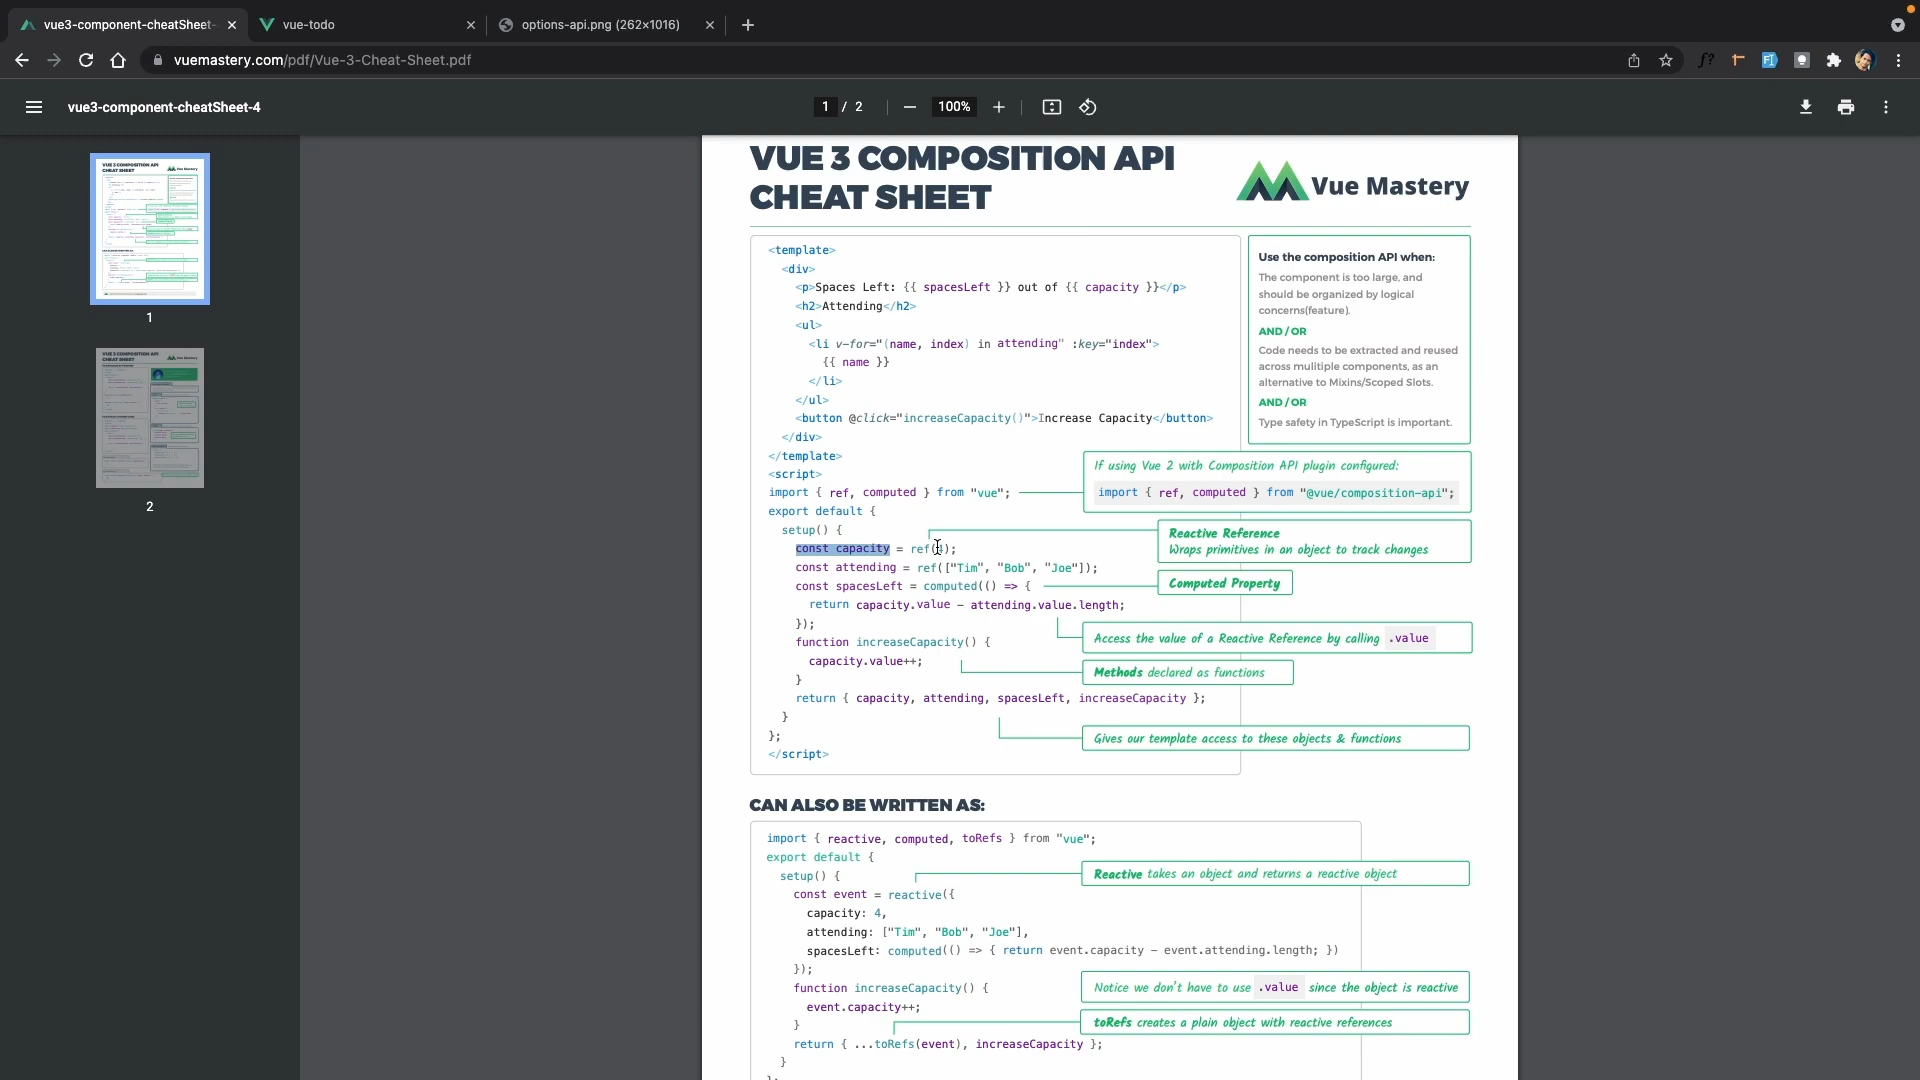 vue3-component-cheatSheet-
vue-todo
options-api.png (262×1016)
vuemastery.com/pdf/Vue-3-Cheat-Sheet.pdf
vue3-component-cheatSheet-4
1 / 2
100%
1
2
VUE 3 COMPOSITION API
CHEAT SHEET
Vue Mastery
<template>
<div>
<p>Spaces Left: {{ spacesLeft }} out of {{ capacity }}</p>
<h2>Attending</h2>
<ul>
<li v-for="(name, index) in attending" :key="index">
{{ name }}
</li>
</ul>
<button @click="increaseCapacity()">Increase Capacity</button>
</div>
</template>
<script>
import { ref, computed } from "vue";
export default {
setup() {
const capacity = ref(4);
const attending = ref(["Tim", "Bob", "Joe"]);
const spacesLeft = computed(() => {
return capacity.value - attending.value.length;
});
function increaseCapacity() {
capacity.value++;
}
return { capacity, attending, spacesLeft, increaseCapacity };
}
};
</script>
Use the composition API when:
The component is too large, and
should be organized by logical
concerns(feature).
AND / OR
Code needs to be extracted and reused
across mulitiple components, as an
alternative to Mixins/Scoped Slots.
AND / OR
Type safety in TypeScript is important.
If using Vue 2 with Composition API plugin configured:
import { ref, computed } from "@vue/composition-api";
Reactive Reference
Wraps primitives in an object to track changes
Computed Property
Access the value of a Reactive Reference by calling .value
Methods declared as functions
Gives our template access to these objects & functions
CAN ALSO BE WRITTEN AS:
import { reactive, computed, toRefs } from "vue";
export default {
setup() {
const event = reactive({
capacity: 4,
attending: ["Tim", "Bob", "Joe"],
spacesLeft: computed(() => { return event.capacity - event.attending.length; })
});
function increaseCapacity() {
event.capacity++;
}
return { ...toRefs(event), increaseCapacity };
}
Reactive takes an object and returns a reactive object
Notice we don't have to use .value since the object is reactive
toRefs creates a plain object with reactive references